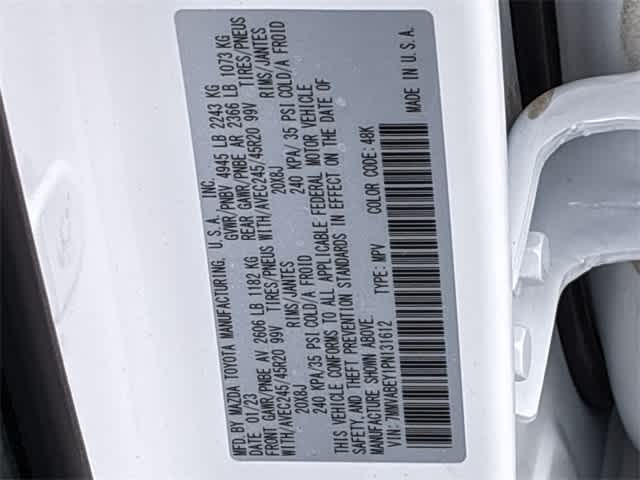 MFD. BY MAZDA TOYOTA MANUFACTURING, U.S.A., INC.
DATE 01/23 GVWR/PNBV 4945 LB 2243 KG
FRONT GAWR/PNBE AV 2606 LB 1182 KG REAR GAWR/PNBE AR 2366 LB 1073 KG
WITH/AVEC245/45R20 99V TIRES/PNEUS WITH/AVEC245/45R20 99V TIRES/PNEUS
20X8J RIMS/JANTES 20X8J RIMS/JANTES
240 KPA/35 PSI COLD/A FROID 240 KPA/ 35 PSI COLD/A FROID
THIS VEHICLE CONFORMS TO ALL APPLICABLE FEDERAL MOTOR VEHICLE
SAFETY AND THEFT PREVENTION STANDARDS IN EFFECT ON THE DATE OF
MANUFACTURE SHOWN ABOVE.
VIN: 7MMVABEY1PN131612 TYPE: MPV COLOR CODE: 48K
MADE IN U.S.A.